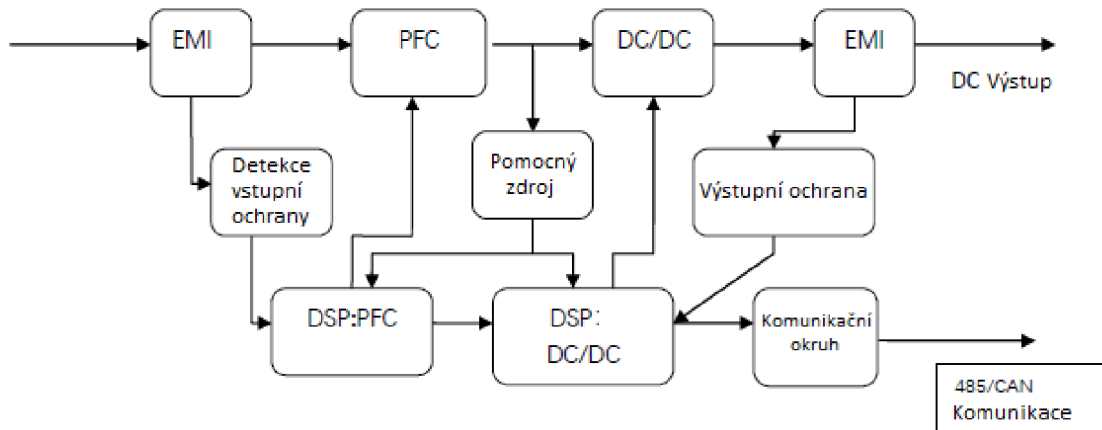 EMI
PFC
DC/DC
EMI
DC Výstup
Detekce
vstupní
ochrany
Pomocný
zdroj
Výstupní ochrana
DSP:PFC
DSP:
DC/DC
Komunikační
okruh
485/CAN
Komunikace